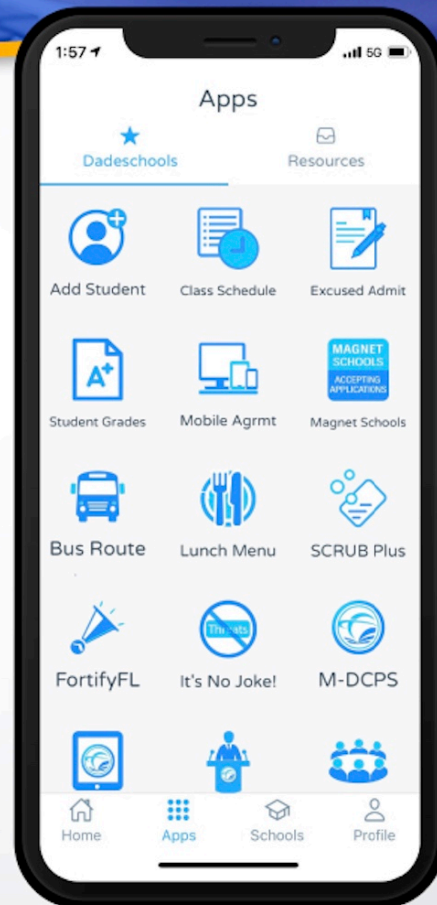 1:57
5G
Apps
Dadeschools
Resources
Add Student
Class Schedule
Excused Admit
A+
MAGNET
SCHOOLS
ACCEPTING
APPLICATIONS
Student Grades
Mobile Agrmt
Magnet Schools
Bus Route
Lunch Menu
SCRUB Plus
Threats
FortifyFL
It's No Joke!
M-DCPS
Home
Apps
Schools
Profile